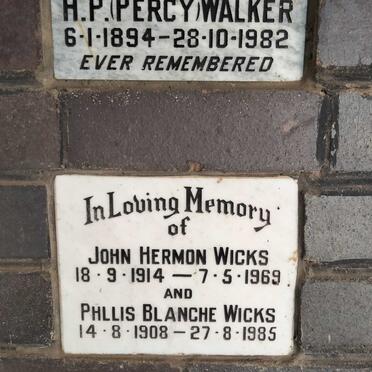 H.P.(PERCY)WALKER
6·1·1894–28·10·1982
EVER REMEMBERED
In Loving Memory
of
JOHN HERMON WICKS
18·9·1914 — 7·5·1969
AND
PHLLIS BLANCHE WICKS
14·8·1908 — 27·8·1985